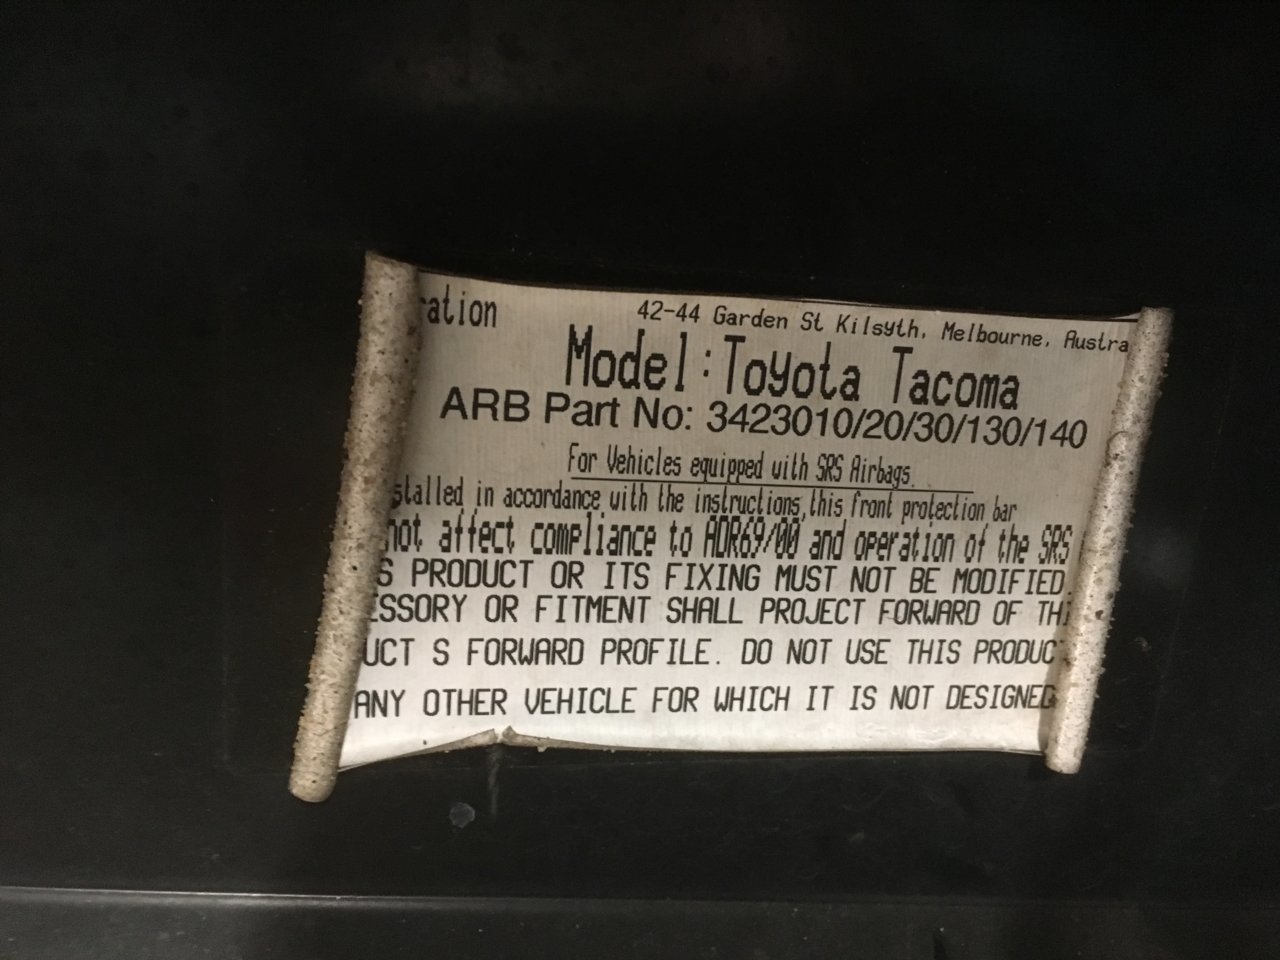 ration 42-44 Garden St Kilsyth, Melbourne, Austra
Model:Toyota Tacoma
ARB Part No: 3423010/20/30/130/140
For Vehicles equipped with SRS Airbags.
stalled in accordance with the instructions,this front protection bar
not affect compliance to ADR69/00 and operation of the SRS
S PRODUCT OR ITS FIXING MUST NOT BE MODIFIED.
ESSORY OR FITMENT SHALL PROJECT FORWARD OF TH
UCT S FORWARD PROFILE. DO NOT USE THIS PRODUC
ANY OTHER VEHICLE FOR WHICH IT IS NOT DESIGNED